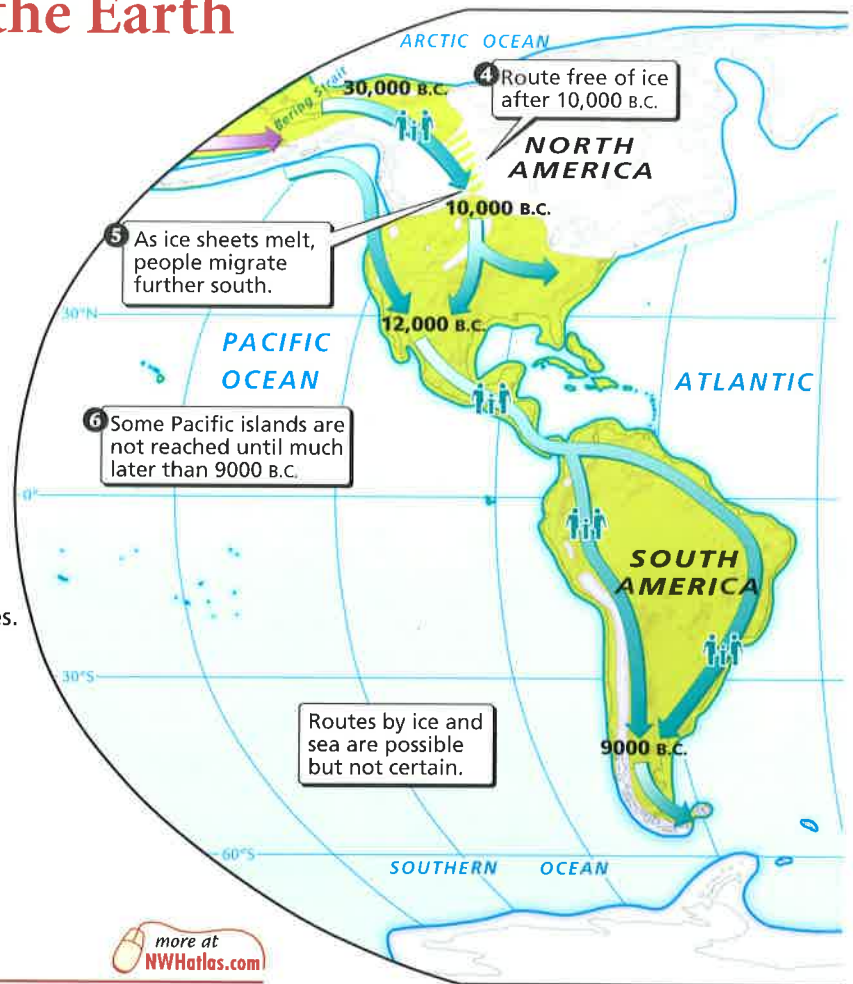 the Earth
ARCTIC OCEAN
Bering Strait
30,000 B.C.
4 Route free of ice
after 10,000 B.C.
NORTH
AMERICA
10,000 B.C.
5 As ice sheets melt,
people migrate
further south.
30°N
12,000 B.C.
PACIFIC
OCEAN
ATLANTIC
6 Some Pacific islands are
not reached until much
later than 9000 B.C.
0°
SOUTH
AMERICA
es.
30°S
Routes by ice and
sea are possible
but not certain.
9000 B.C.
60°S
SOUTHERN OCEAN
more at
NWHatlas.com